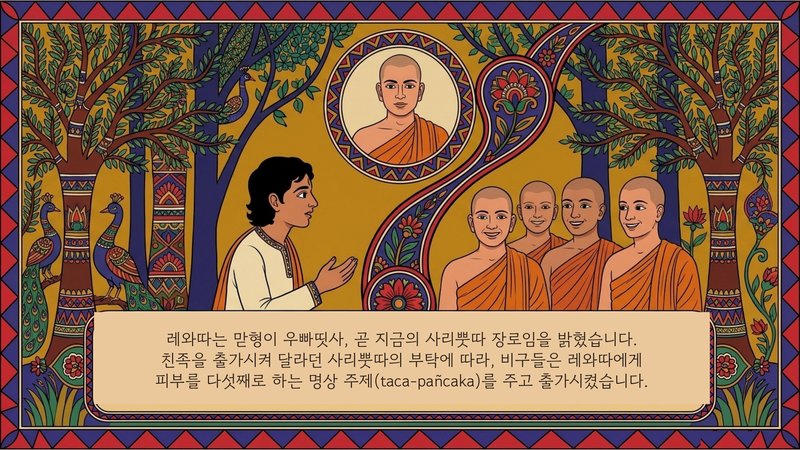 레와따는 맏형이 우빠띳사, 곧 지금의 사리뿟따 장로임을 밝혔습니다.
친족을 출가시켜 달라던 사리뿟따의 부탁에 따라, 비구들은 레와따에게
피부를 다섯째로 하는 명상 주제(taca-pañcaka)를 주고 출가시켰습니다.